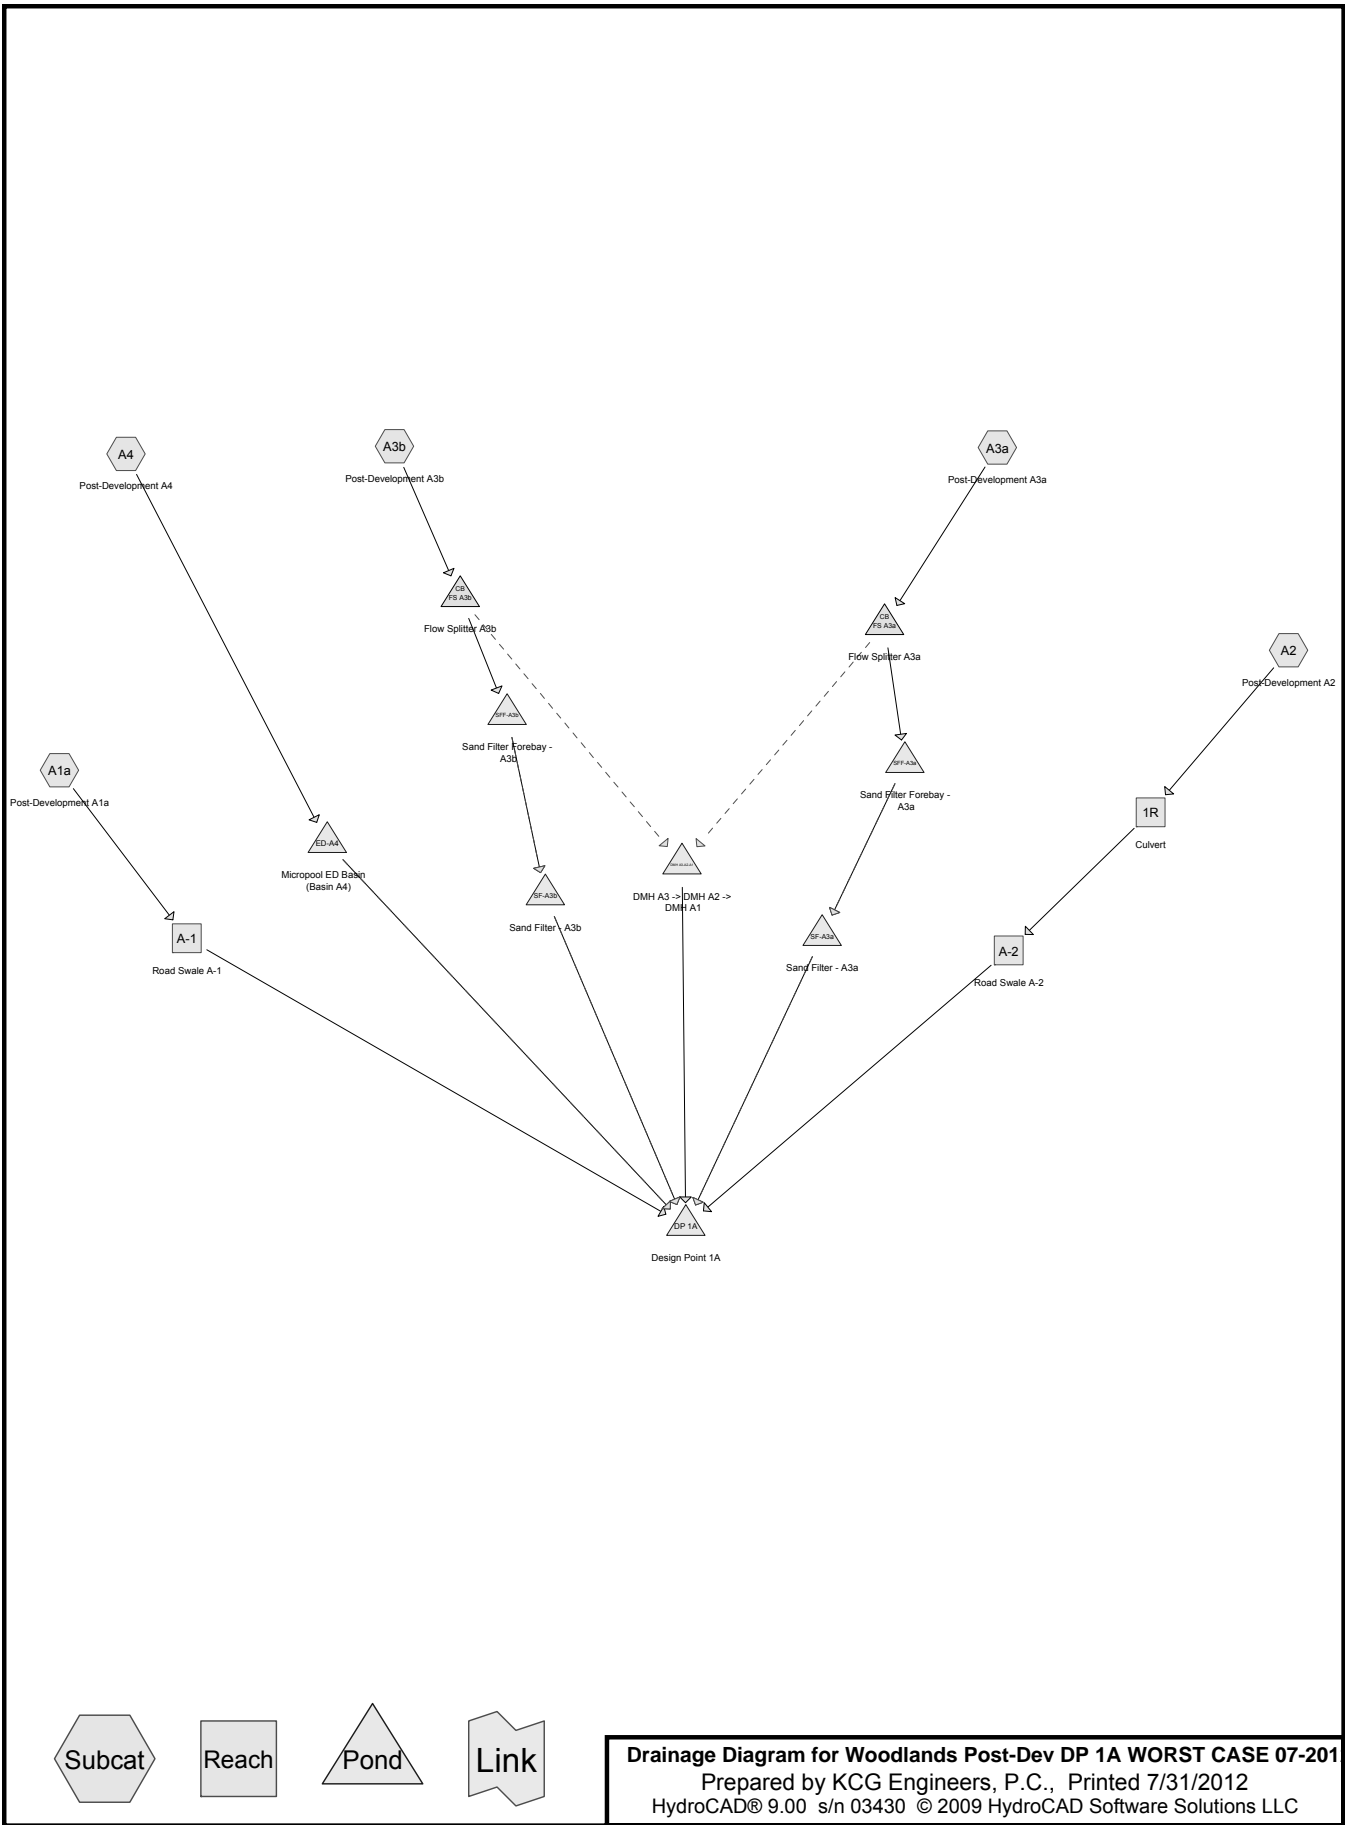 A4
Post-Development A4
A3b
Post-Development A3b
A3a
Post-Development A3a
CB
FS A3b
Flow Splitter A3b
CB
FS A3a
Flow Splitter A3a
A2
Post-Development A2
SFF-A3b
Sand Filter Forebay -
A3b
SFF-A3a
Sand Filter Forebay -
A3a
A1a
Post-Development A1a
1R
Culvert
ED-A4
Micropool ED Basin
(Basin A4)
DMH A3 -> DMH A2 ->
DMH A1
SF-A3b
Sand Filter - A3b
SF-A3a
Sand Filter - A3a
A-1
Road Swale A-1
A-2
Road Swale A-2
DP 1A
Design Point 1A
Subcat
Reach
Pond
Link
Drainage Diagram for Woodlands Post-Dev DP 1A WORST CASE 07-201
Prepared by KCG Engineers, P.C., Printed 7/31/2012
HydroCAD® 9.00 s/n 03430 © 2009 HydroCAD Software Solutions LLC